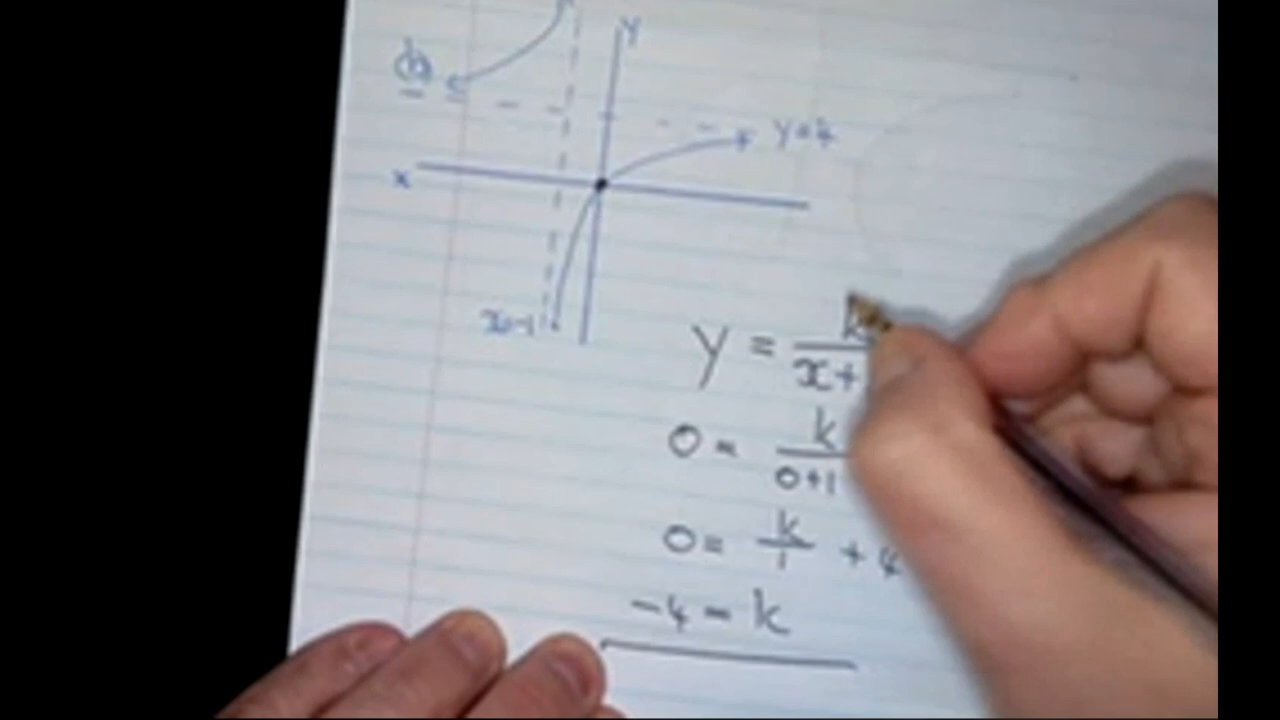 (b)
y
y=4
x
x=-1
y = k/x+
0 = k/0+1
0 = k/1 + 4
-4 = k